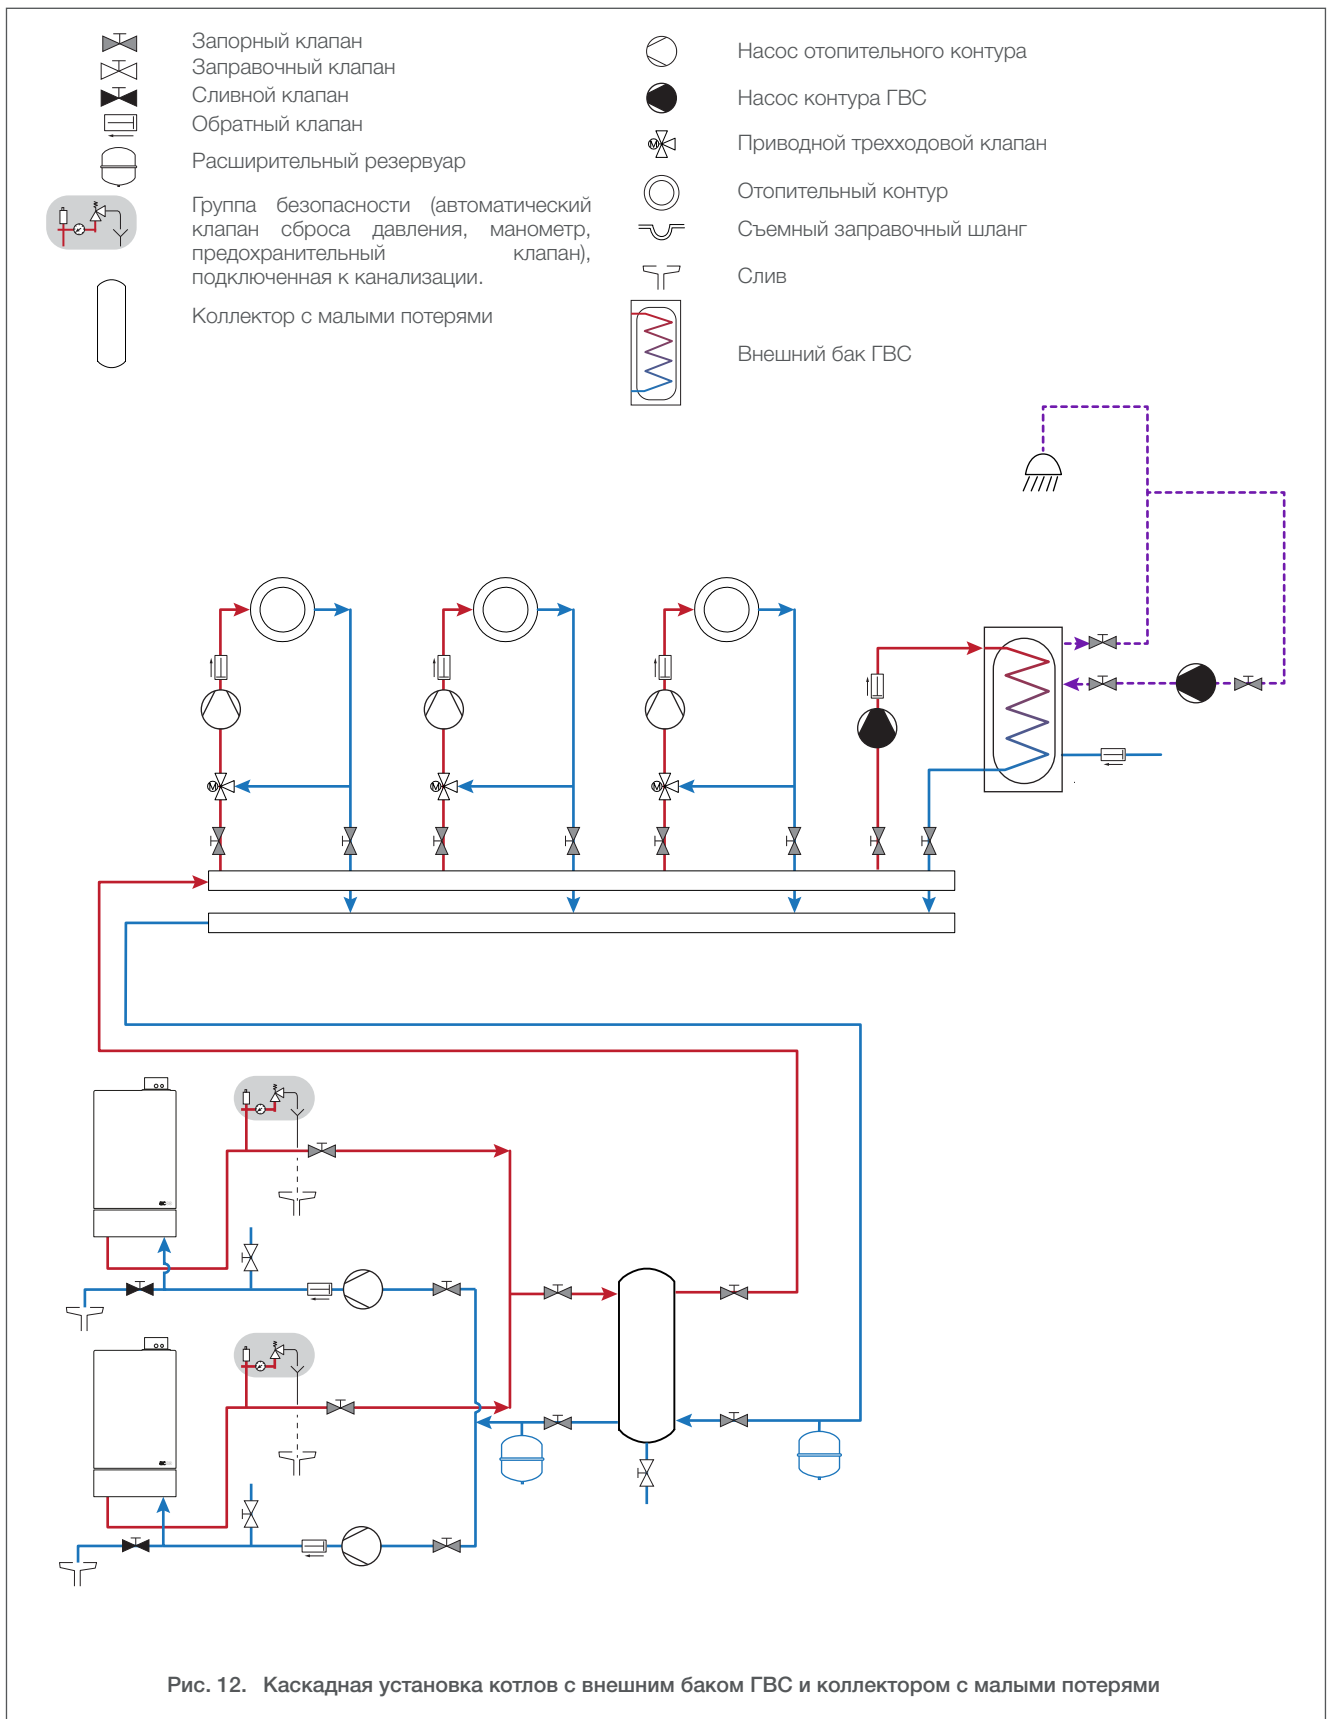 Запорный клапан
Заправочный клапан
Сливной клапан
Обратный клапан
Расширительный резервуар
Группа безопасности (автоматический
клапан сброса давления, манометр,
предохранительный клапан),
подключенная к канализации.
Коллектор с малыми потерями
Насос отопительного контура
Насос контура ГВС
M
Приводной трехходовой клапан
Отопительный контур
Съемный заправочный шланг
Слив
Внешний бак ГВС
M
M
M
Рис. 12. Каскадная установка котлов с внешним баком ГВС и коллектором с малыми потерями